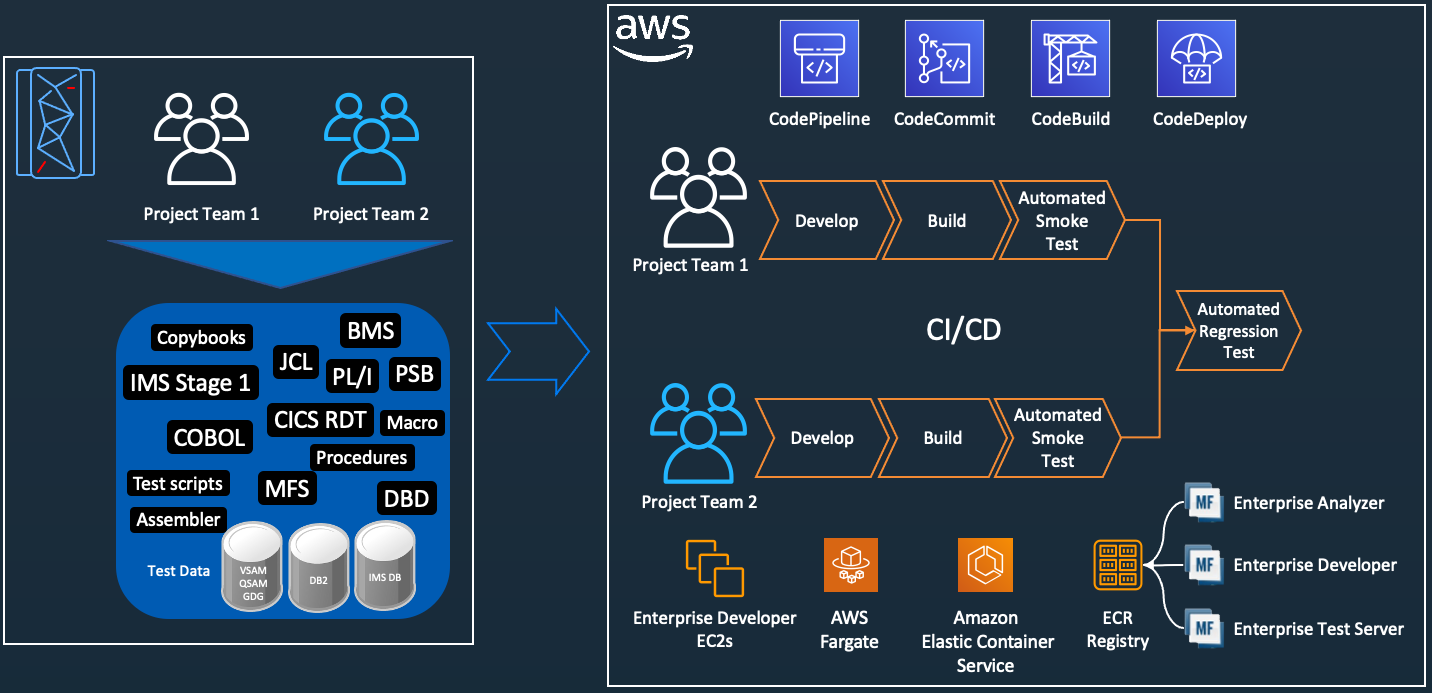 Project Team 1
Project Team 2
Copybooks
BMS
JCL
PL/I
PSB
IMS Stage 1
CICS RDT
Macro
COBOL
Procedures
Test scripts
MFS
DBD
Assembler
Test Data
VSAM
QSAM
GDG
DB2
IMS DB
aws
CodePipeline
CodeCommit
CodeBuild
CodeDeploy
Project Team 1
Develop
Build
Automated
Smoke
Test
Automated
Regression
Test
CI/CD
Project Team 2
Develop
Build
Automated
Smoke
Test
Enterprise Developer
EC2s
AWS
Fargate
Amazon
Elastic Container
Service
ECR
Registry
MF
Enterprise Analyzer
MF
Enterprise Developer
MF
Enterprise Test Server